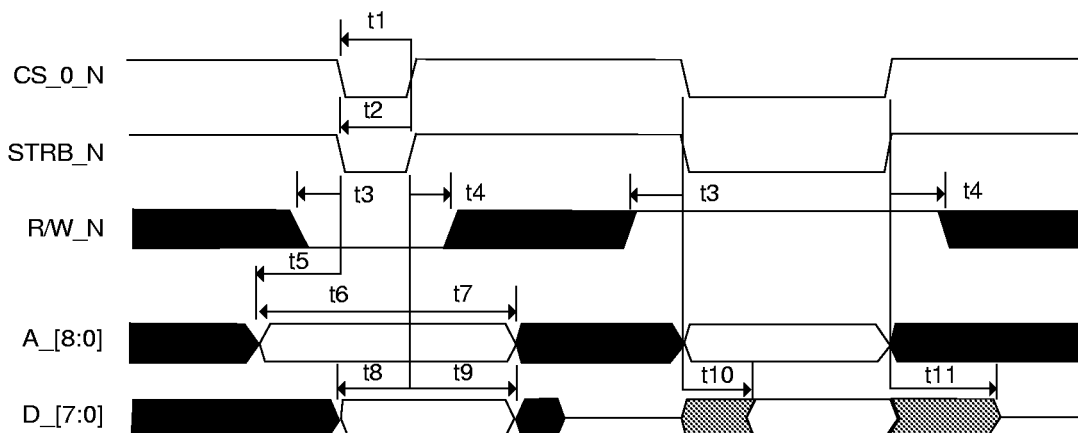 t1
CS_0_N
t2
STRB_N
t3 t4 t3 t4
R/W_N
t5
t6 t7
A_[8:0]
t8 t9 t10 t11
D_[7:0]